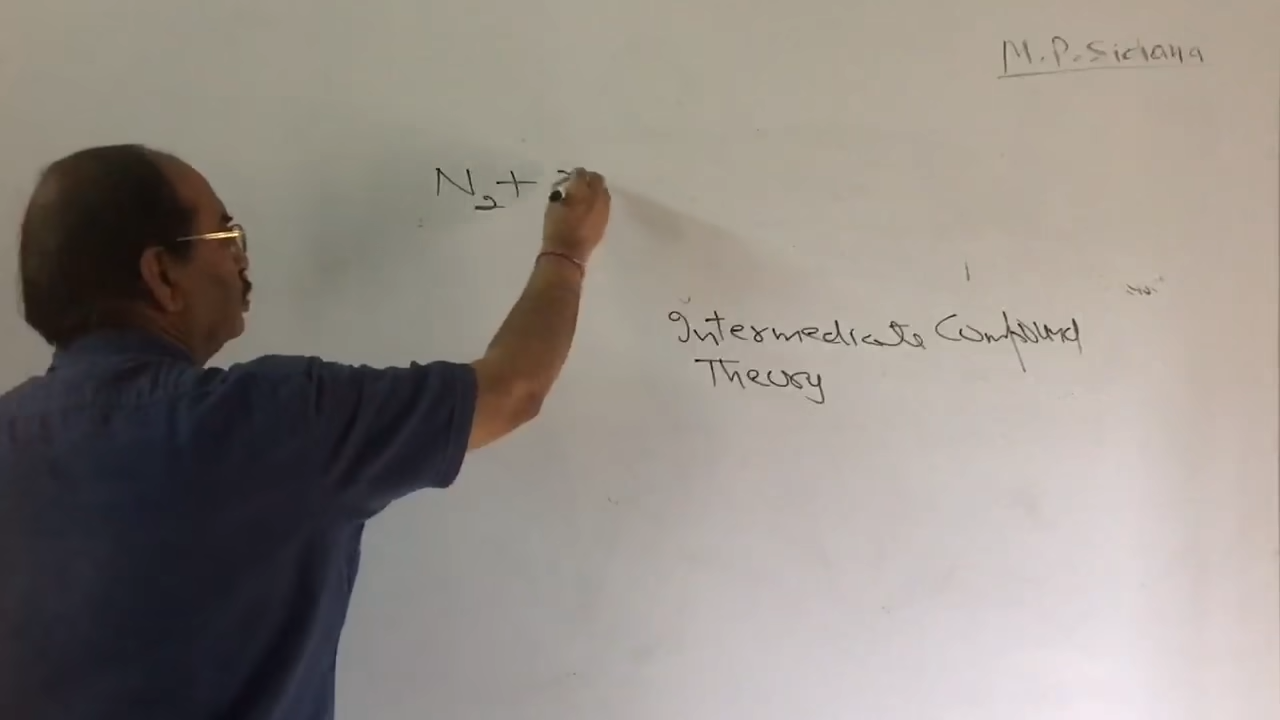 M.P. Sidana
N2 +
Intermediate Compound
Theory